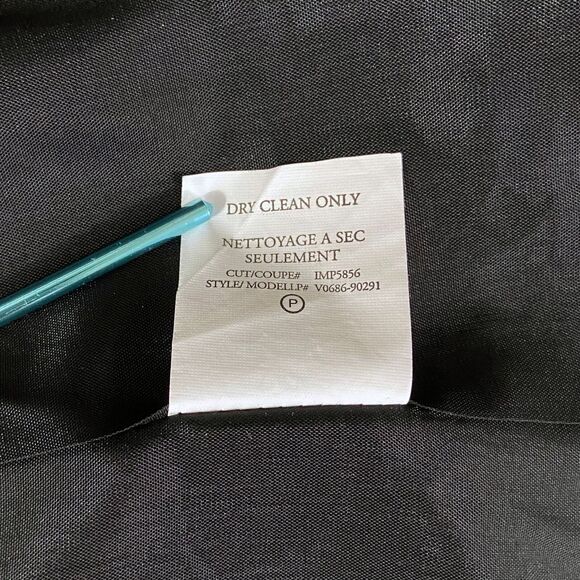 DRY CLEAN ONLY
NETTOYAGE A SEC
SEULEMENT
CUT/COUPE# IMP5856
STYLE/ MODELLP# V0686-90291
P